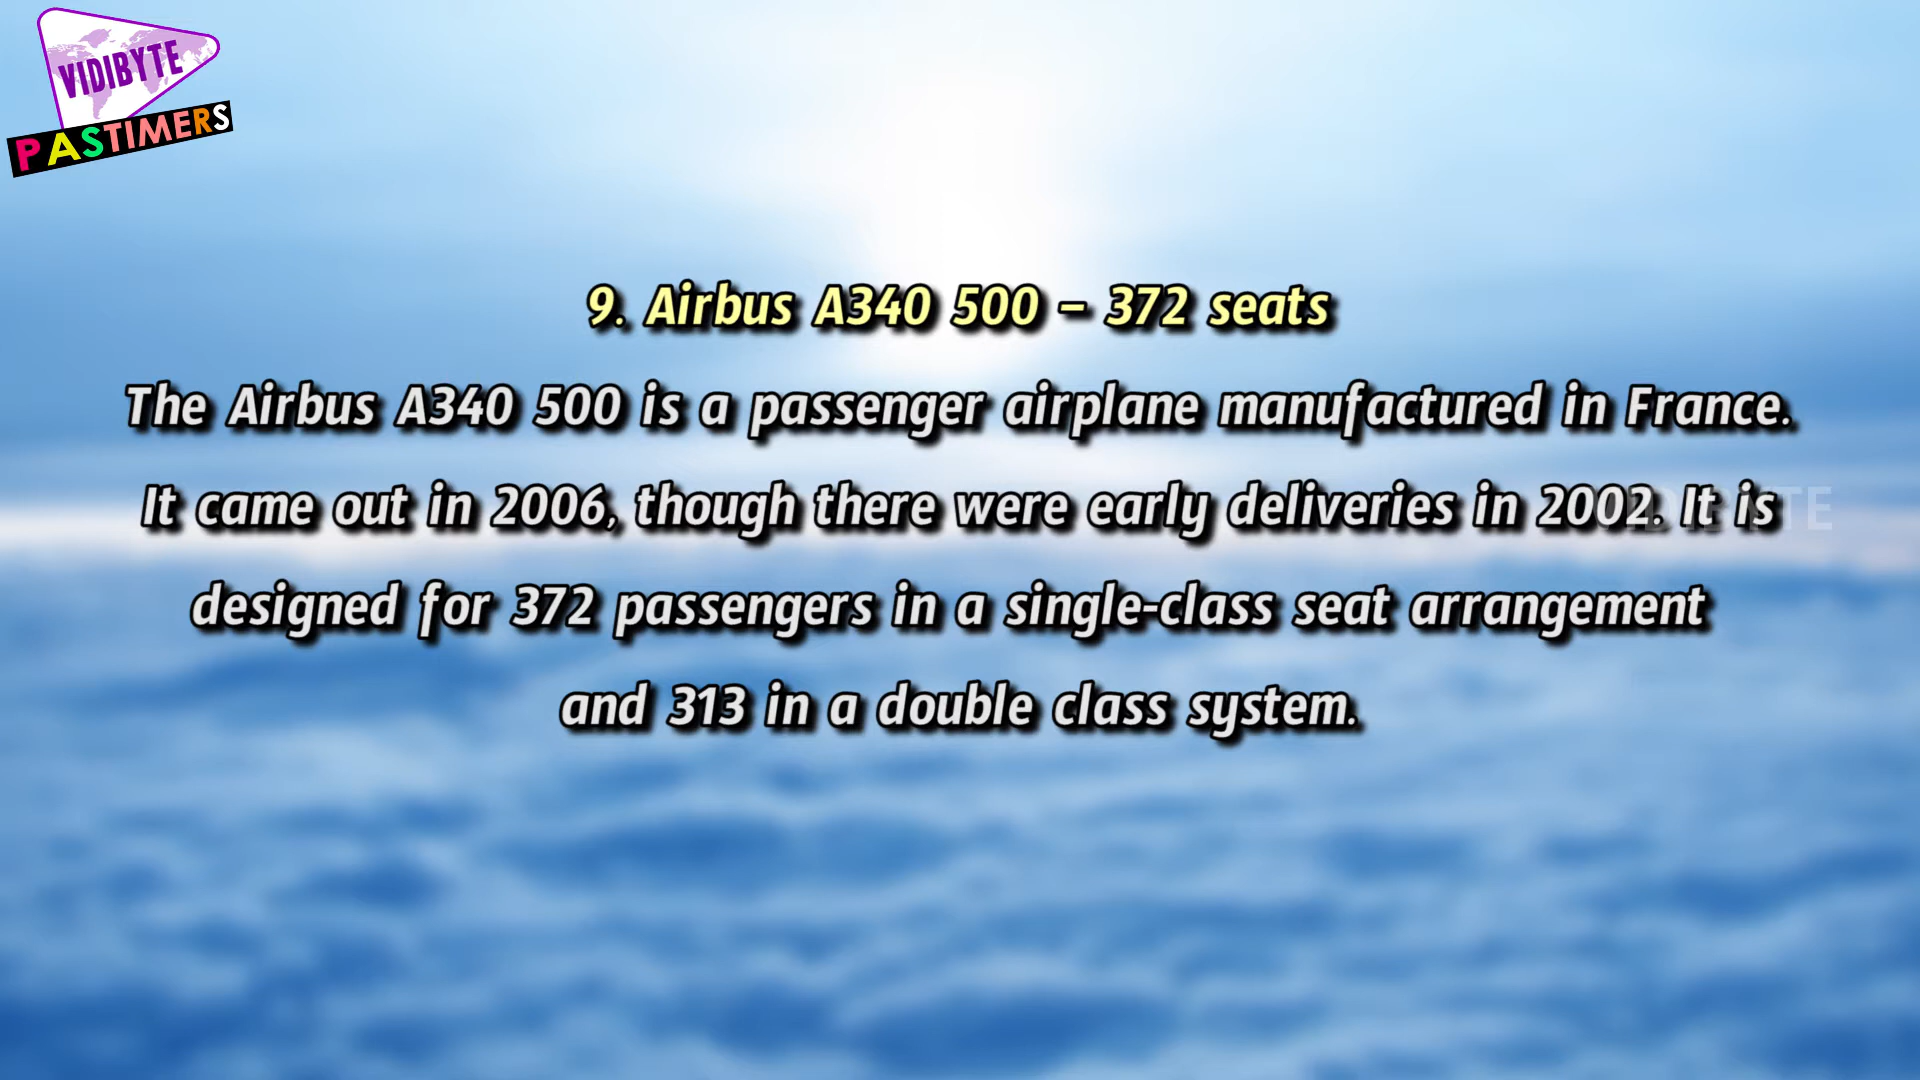 VIDIBYTE
PASTIMERS
9. Airbus A340 500 – 372 seats
The Airbus A340 500 is a passenger airplane manufactured in France.
It came out in 2006, though there were early deliveries in 2002. It is
VIDIBYTE
designed for 372 passengers in a single-class seat arrangement
and 313 in a double class system.